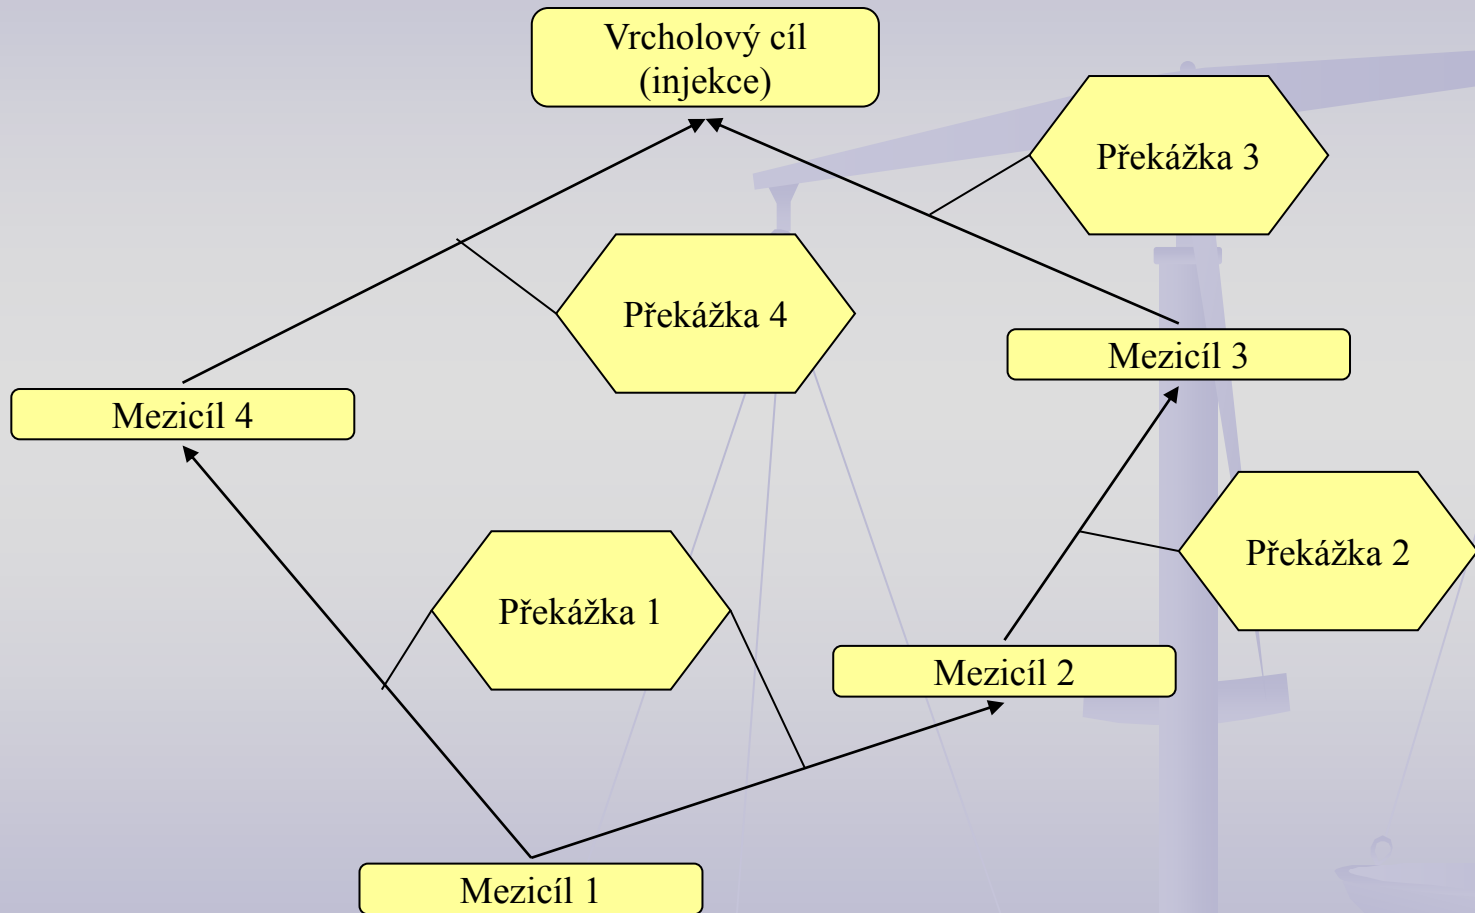 Vrcholový cíl
(injekce)
Překážka 3
Překážka 4
Mezicíl 3
Mezicíl 4
Překážka 2
Překážka 1
Mezicíl 2
Mezicíl 1